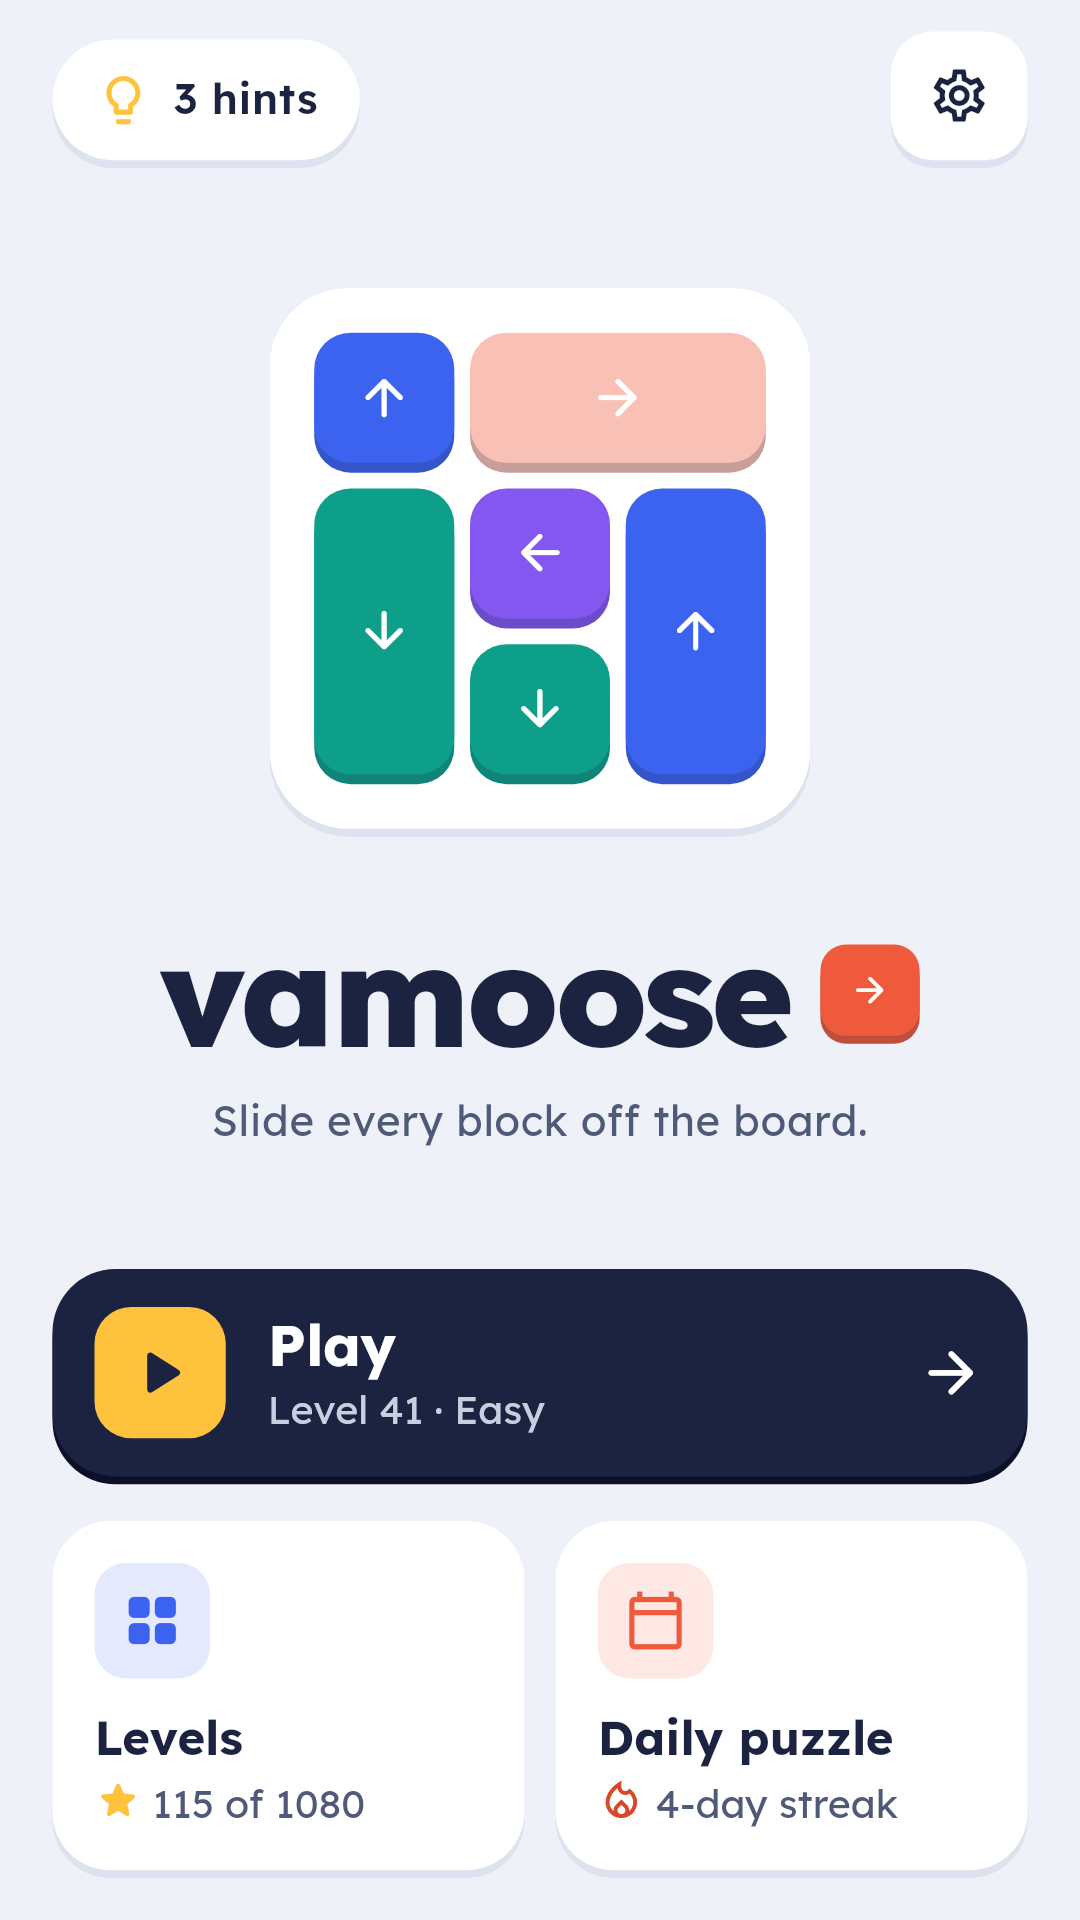 3 hints
vamoose
Slide every block off the board.
Play
Level 41 · Easy
Levels
115 of 1080
Daily puzzle
4-day streak